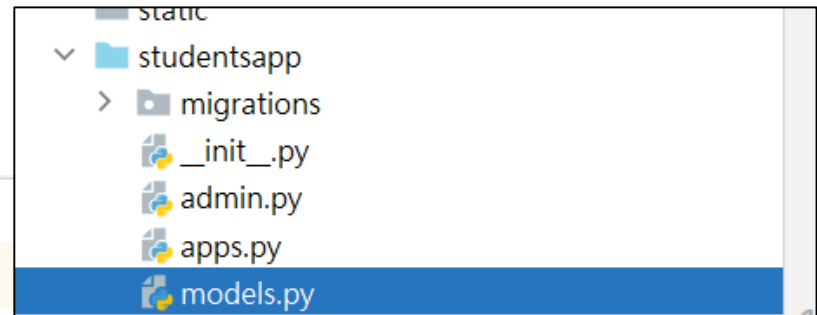 static
studentsapp
migrations
__init__.py
admin.py
apps.py
models.py